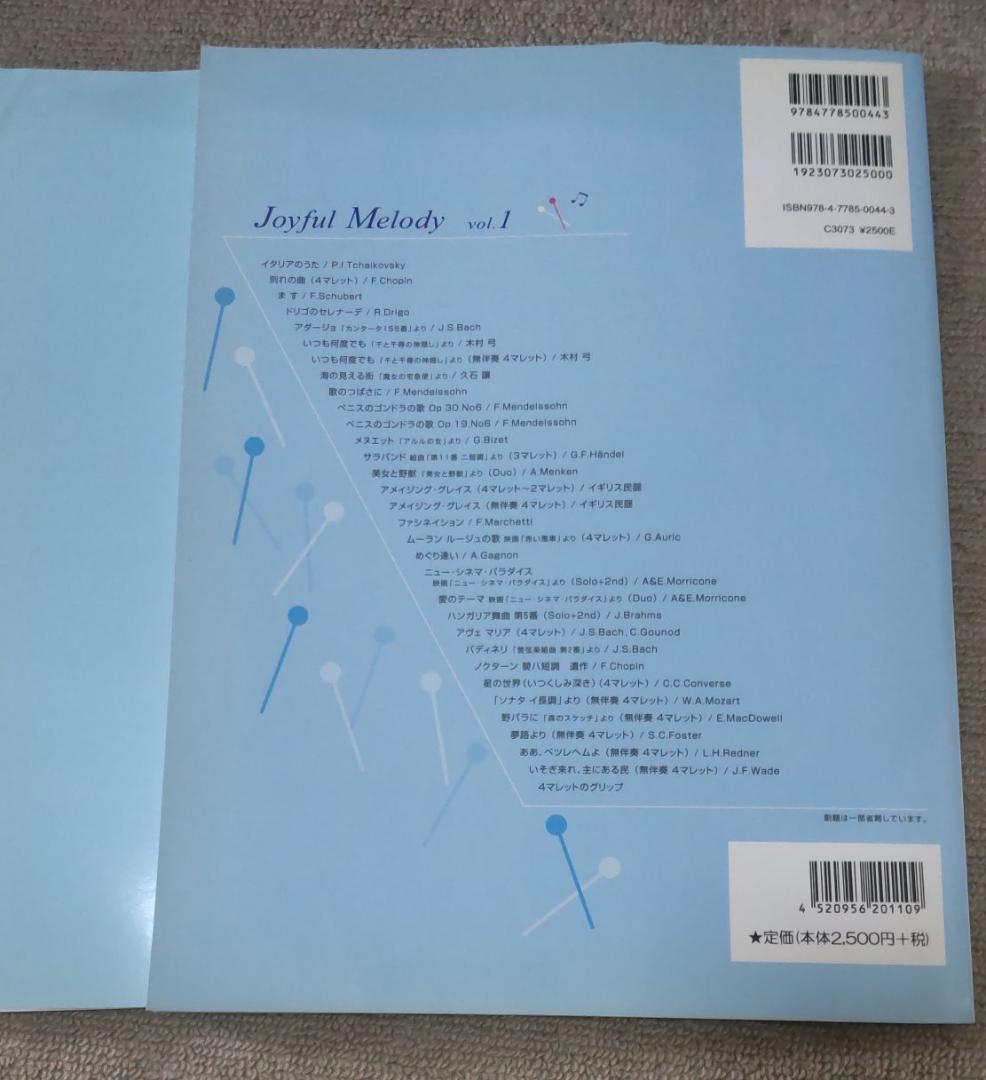 9784778500443
1923073025000
ISBN978-4-7785-0044-3
C3073 ¥2500E
Joyful Melody vol.1
イタリアのうた / P.I.Tchaikovsky
別れの曲（4マレット）/ F.Chopin
ます / F.Schubert
ドリゴのセレナーデ / R.Drigo
アダージョ「カンタータ156番」より / J.S.Bach
いつも何度でも「千と千尋の神隠し」より / 木村 弓
いつも何度でも「千と千尋の神隠し」より（無伴奏 4マレット）/ 木村 弓
海の見える街「魔女の宅急便」より / 久石 譲
歌のつばさに / F.Mendelssohn
ベニスのゴンドラの歌 Op.30.No6 / F.Mendelssohn
ベニスのゴンドラの歌 Op.19.No6 / F.Mendelssohn
メヌエット「アルルの女」より / G.Bizet
サラバンド 組曲「第11番 ニ短調」より（3マレット）/ G.F.Händel
美女と野獣「美女と野獣」より（Duo）/ A.Menken
アメイジング・グレイス（4マレット〜2マレット）/ イギリス民謡
アメイジング・グレイス（無伴奏 4マレット）/ イギリス民謡
ファシネイション / F.Marchetti
ムーラン ルージュの歌 映画「赤い風車」より（4マレット）/ G.Auric
めぐり逢い / A.Gagnon
ニュー・シネマ・パラダイス
映画「ニュー・シネマ・パラダイス」より（Solo+2nd）/ A&E.Morricone
愛のテーマ 映画「ニュー・シネマ・パラダイス」より（Duo）/ A&E.Morricone
ハンガリア舞曲 第5番（Solo+2nd）/ J.Brahms
アヴェ マリア（4マレット）/ J.S.Bach, C.Gounod
バディネリ「管弦楽組曲 第2番」より / J.S.Bach
ノクターン 嬰ハ短調 遺作 / F.Chopin
星の世界（いつくしみ深き）（4マレット）/ C.C.Converse
「ソナタ イ長調」より（無伴奏 4マレット）/ W.A.Mozart
野バラに「森のスケッチ」より（無伴奏 4マレット）/ E.MacDowell
夢路より（無伴奏 4マレット）/ S.C.Foster
ああ、ベツレヘムよ（無伴奏 4マレット）/ L.H.Redner
いそぎ来れ、主にある民（無伴奏 4マレット）/ J.F.Wade
4マレットのグリップ
副題は一部省略しています。
4 520956 201109
★定価（本体2,500円＋税）